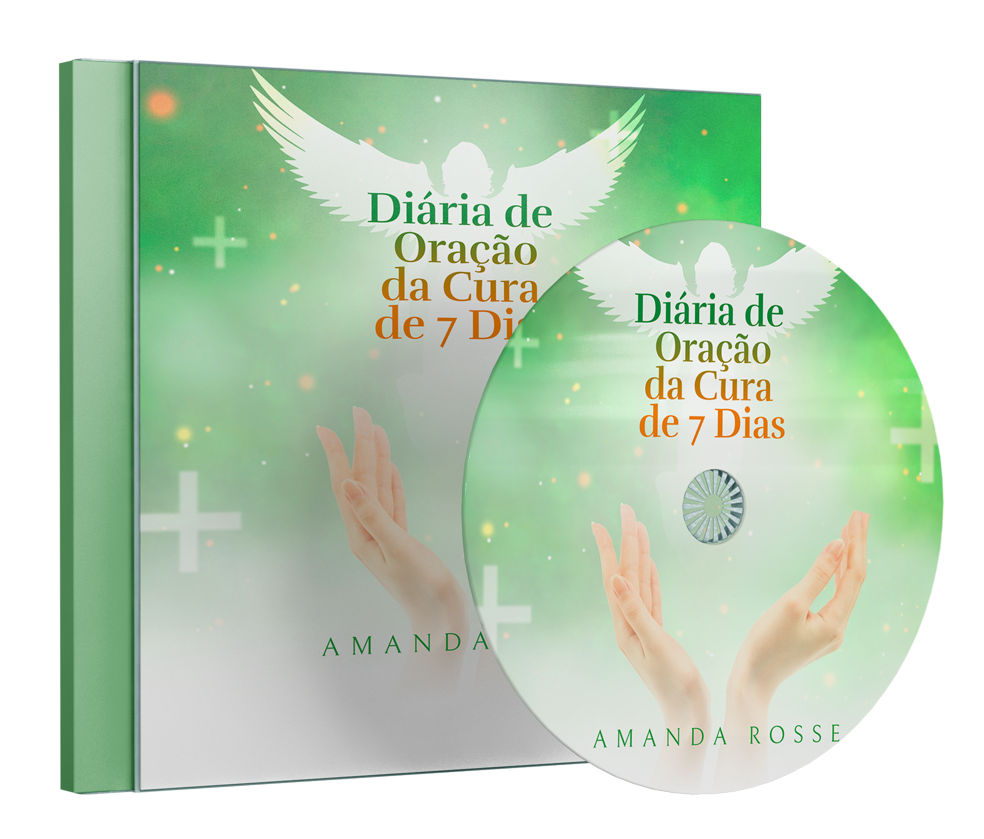 Diária de
Oração
da Cura
de 7 Di
AMANDA
Diária de
Oração
da Cura
de 7 Dias
AMANDA ROSSE